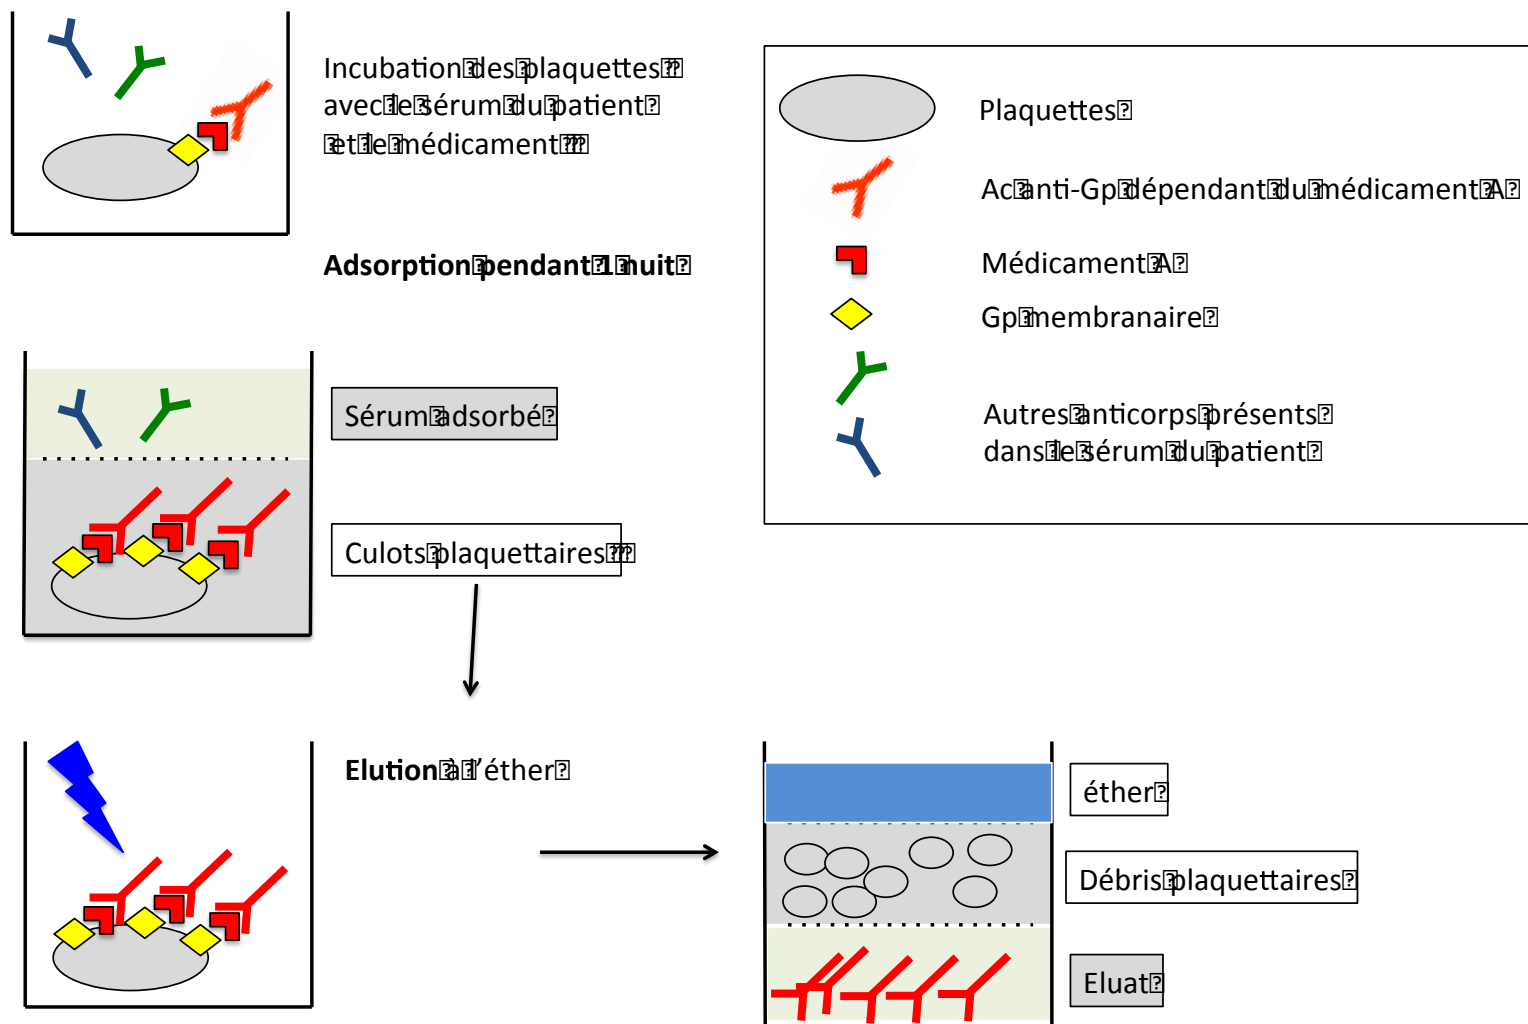 Incubation des plaquettes
avec le sérum du patient
et le médicament
Adsorption pendant 1 nuit
Sérum adsorbé
Culots plaquettaires
Elution à l'éther
Plaquettes
Ac anti-Gp dépendant du médicament A
Médicament A
Gp membranaire
Autres anticorps présents
dans le sérum du patient
éther
Débris plaquettaires
Eluat